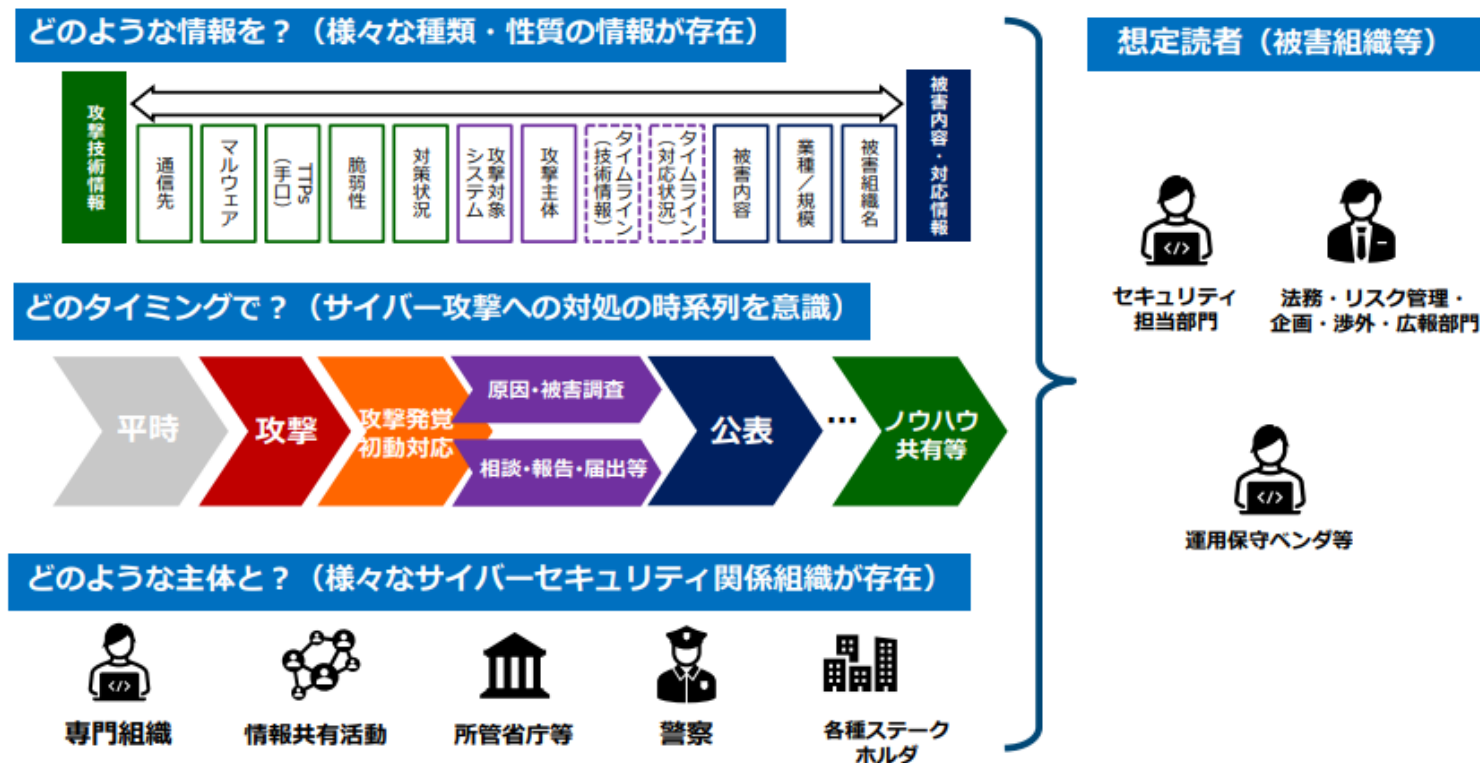 どのような情報を？（様々な種類・性質の情報が存在）
攻撃技術情報
通信先
マルウェア
TTPs
（手口）
脆弱性
対策状況
攻撃対象
システム
攻撃主体
タイムライン
（技術情報）
タイムライン
（対応状況）
被害内容
業種／規模
被害組織名
被害内容・対応情報
どのタイミングで？（サイバー攻撃への対処の時系列を意識）
平時
攻撃
攻撃発覚
初動対応
原因・被害調査
相談・報告・届出等
公表
…
ノウハウ
共有等
どのような主体と？（様々なサイバーセキュリティ関係組織が存在）
</>
専門組織
情報共有活動
所管省庁等
警察
各種ステーク
ホルダ
想定読者（被害組織等）
</>
セキュリティ
担当部門
法務・リスク管理・
企画・渉外・広報部門
</>
運用保守ベンダ等